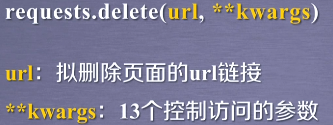 requests.delete(url, **kwargs)
url：拟删除页面的url链接
**kwargs：13个控制访问的参数